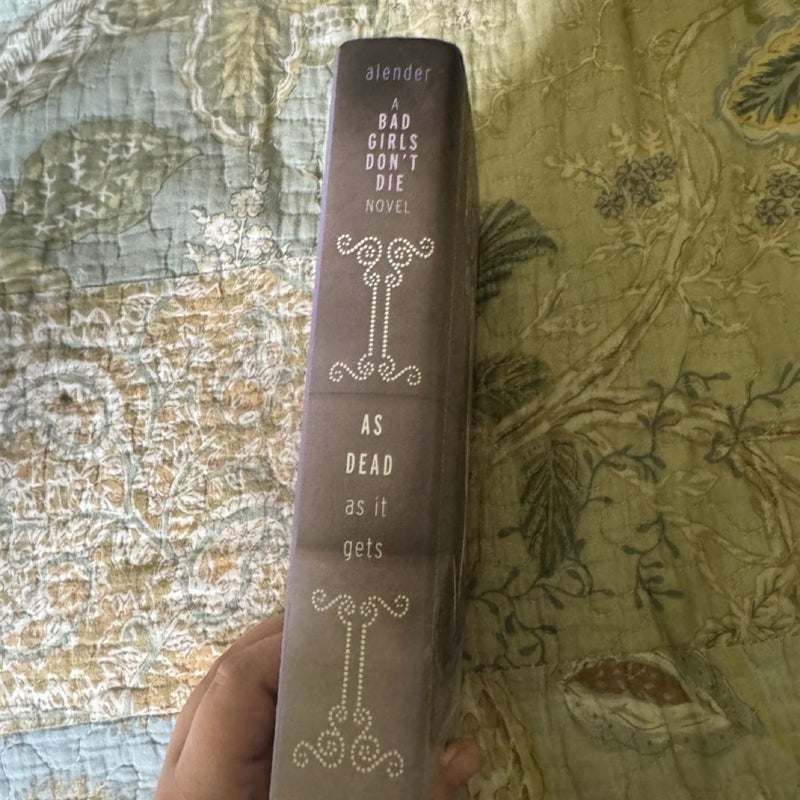 alender
A
BAD
GIRLS
DON'T
DIE
NOVEL
AS
DEAD
as it
gets